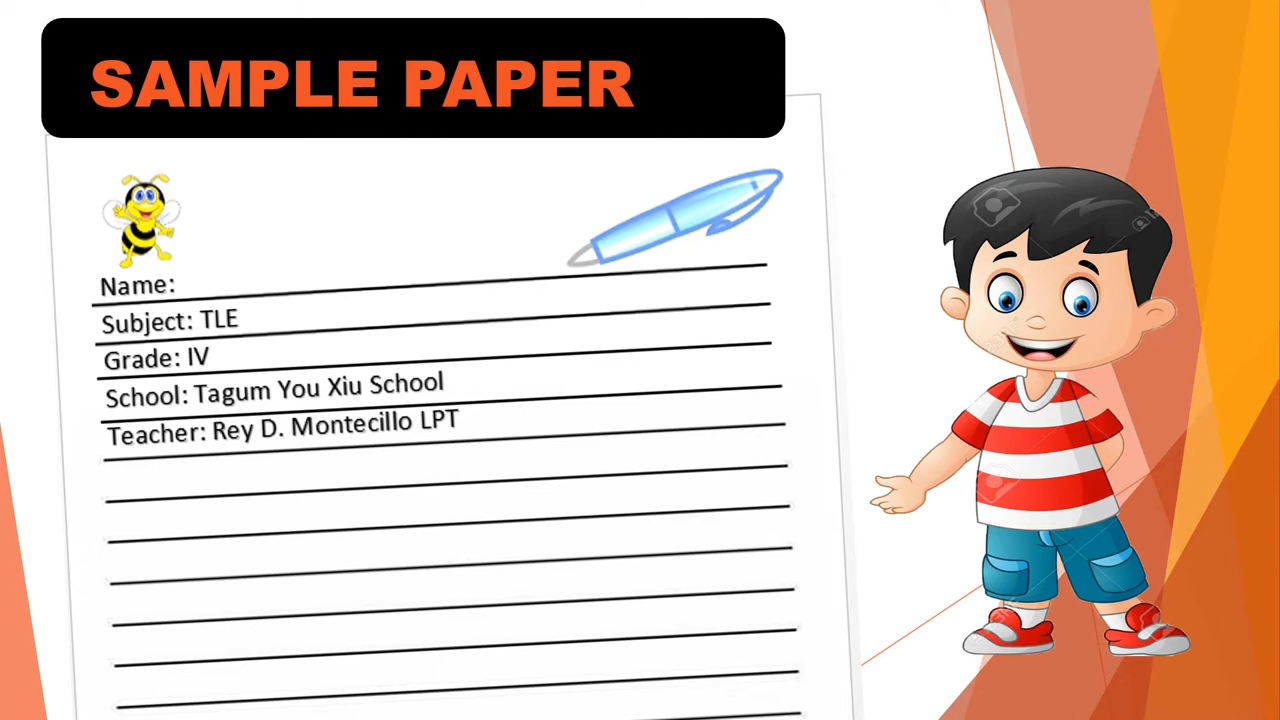 SAMPLE PAPER
Name:
Subject: TLE
Grade: IV
School: Tagum You Xiu School
Teacher: Rey D. Montecillo LPT